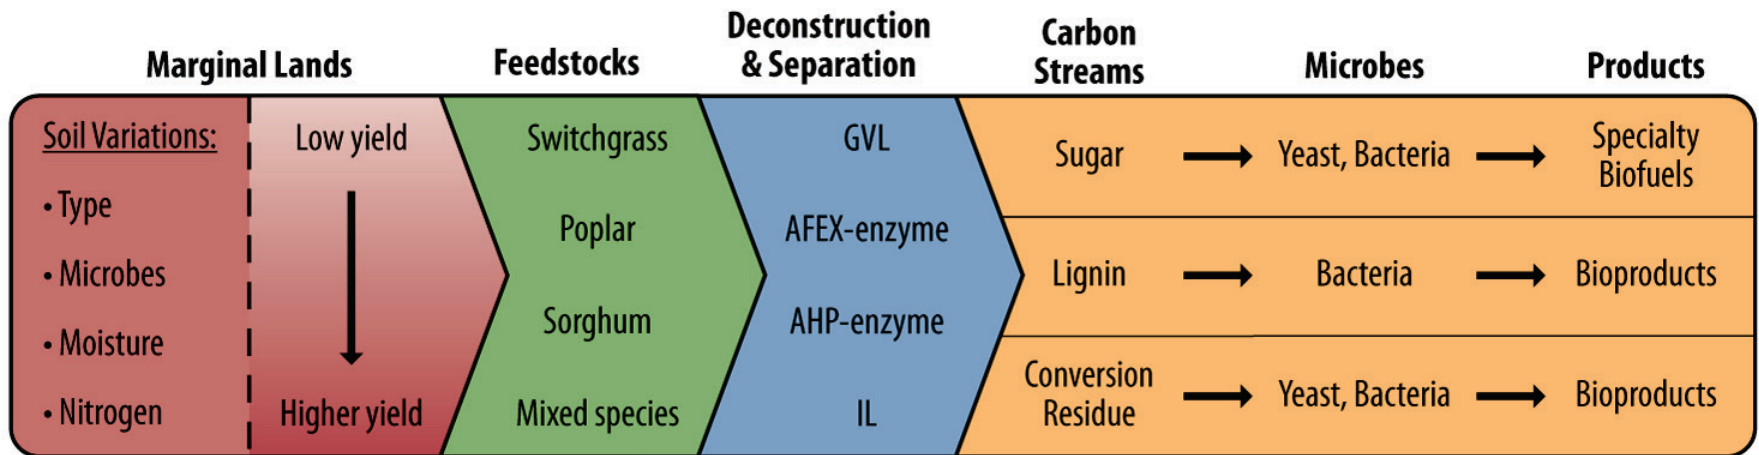 Marginal Lands
Feedstocks
Deconstruction
& Separation
Carbon
Streams
Microbes
Products
Soil Variations:
• Type
• Microbes
• Moisture
• Nitrogen
Low yield
Higher yield
Switchgrass
Poplar
Sorghum
Mixed species
GVL
AFEX-enzyme
AHP-enzyme
IL
Sugar
Yeast, Bacteria
Specialty
Biofuels
Lignin
Bacteria
Bioproducts
Conversion
Residue
Yeast, Bacteria
Bioproducts